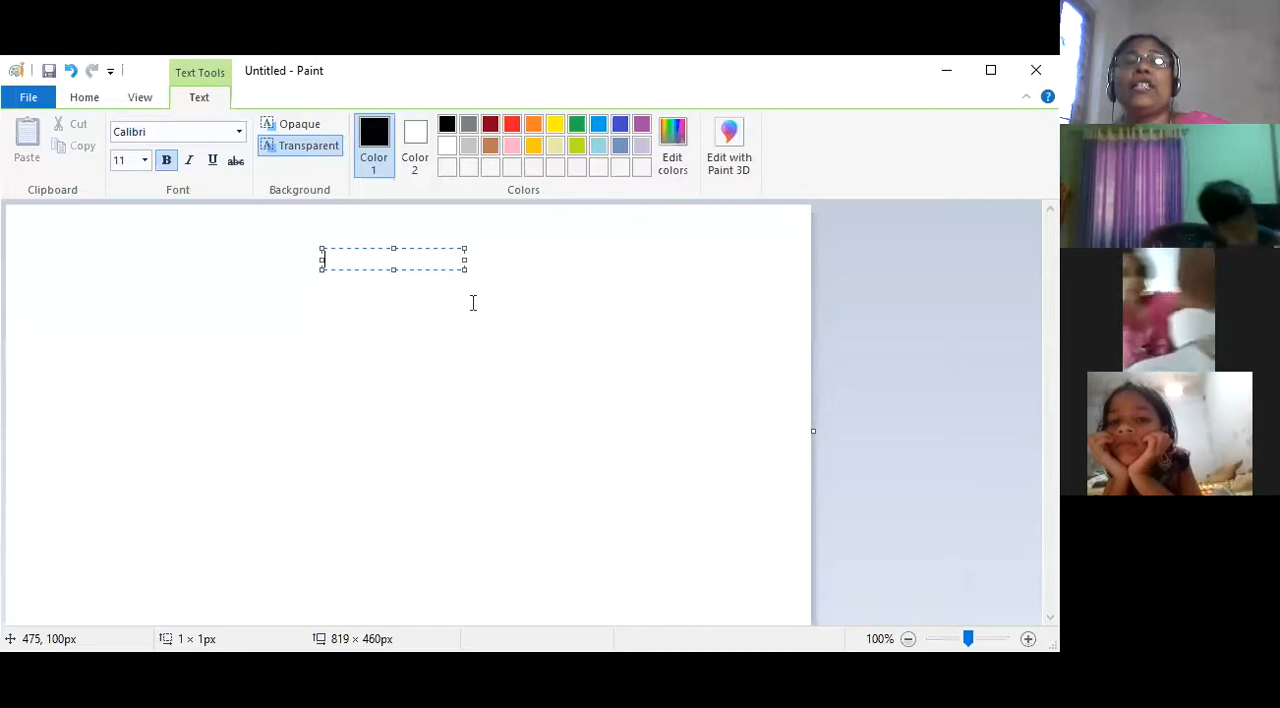 Text Tools Untitled - Paint
File Home View Text
Paste Cut Calibri Opaque Color 1 Color 2 Edit colors Edit with Paint 3D
Copy 11 B I U abc Transparent
Clipboard Font Background Colors
475, 100px 1 × 1px 819 × 460px 100%